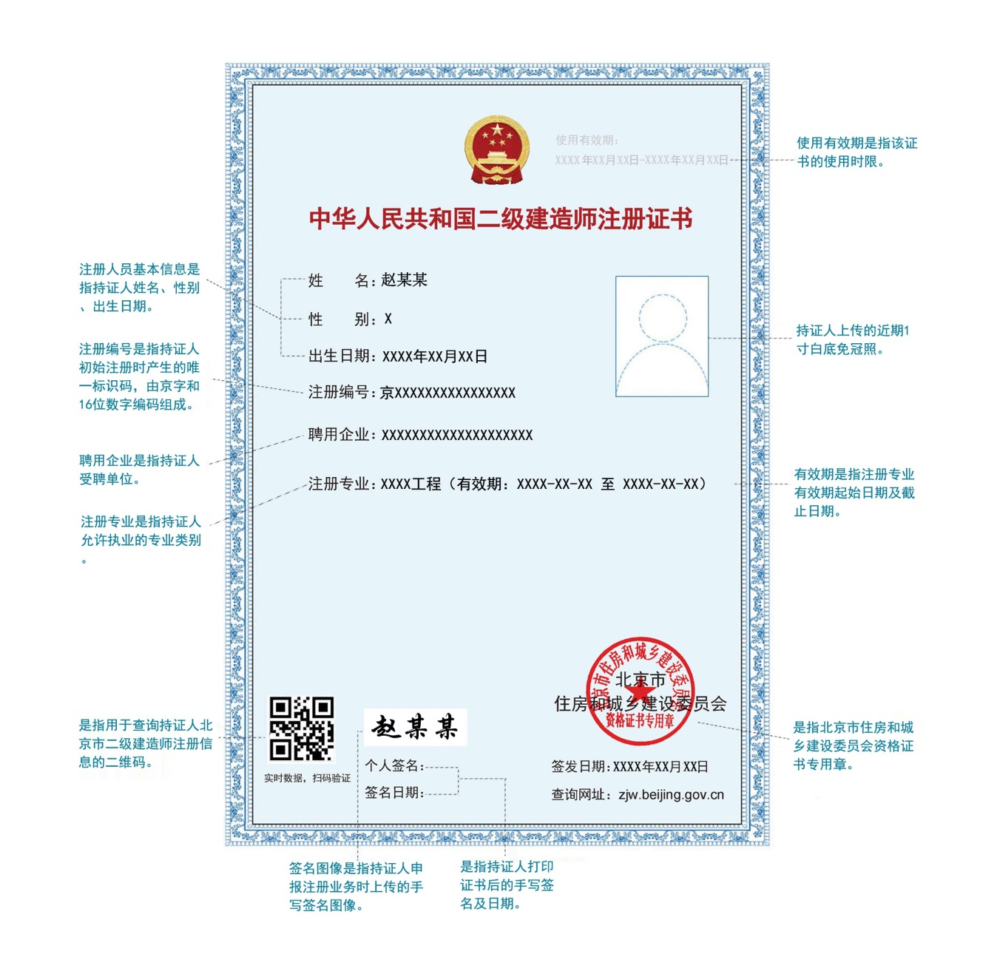 使用有效期：
XXXX年XX月XX日-XXXX年XX月XX日
使用有效期是指该证
书的使用时限。
中华人民共和国二级建造师注册证书
注册人员基本信息是
指持证人姓名、性别
、出生日期。
姓 名：赵某某
性 别：X
出生日期：XXXX年XX月XX日
持证人上传的近期1
寸白底免冠照。
注册编号是指持证人
初始注册时产生的唯
一标识码，由京字和
16位数字编码组成。
注册编号：京XXXXXXXXXXXXXXXX
聘用企业：XXXXXXXXXXXXXXXXXXXX
聘用企业是指持证人
受聘单位。
注册专业：XXXX工程（有效期：XXXX-XX-XX 至 XXXX-XX-XX）
有效期是指注册专业
有效期起始日期及截
止日期。
注册专业是指持证人
允许执业的专业类别
。
北京市住房和城乡建设委员会
资格证书专用章
北京市
住房和城乡建设委员会
是指用于查询持证人北
京市二级建造师注册信
息的二维码。
实时数据，扫码验证
赵某某
个人签名：
签名日期：
签发日期：XXXX年XX月XX日
查询网址：zjw.beijing.gov.cn
是指北京市住房和城
乡建设委员会资格证
书专用章。
签名图像是指持证人申
报注册业务时上传的手
写签名图像。
是指持证人打印
证书后的手写签
名及日期。